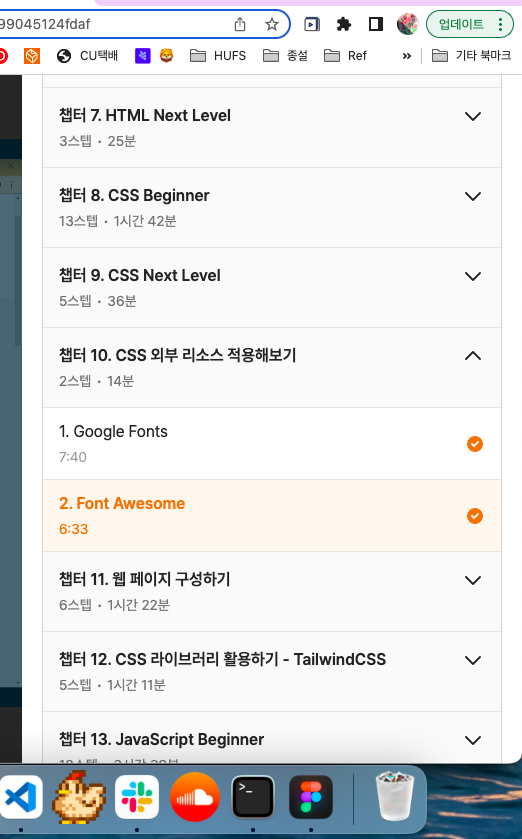 99045124fdaf
업데이트
CU택배
HUFS
종설
Ref
»
기타 북마크
챕터 7. HTML Next Level
3스텝 • 25분
챕터 8. CSS Beginner
13스텝 • 1시간 42분
챕터 9. CSS Next Level
5스텝 • 36분
챕터 10. CSS 외부 리소스 적용해보기
2스텝 • 14분
1. Google Fonts
7:40
2. Font Awesome
6:33
챕터 11. 웹 페이지 구성하기
6스텝 • 1시간 22분
챕터 12. CSS 라이브러리 활용하기 - TailwindCSS
5스텝 • 1시간 11분
챕터 13. JavaScript Beginner